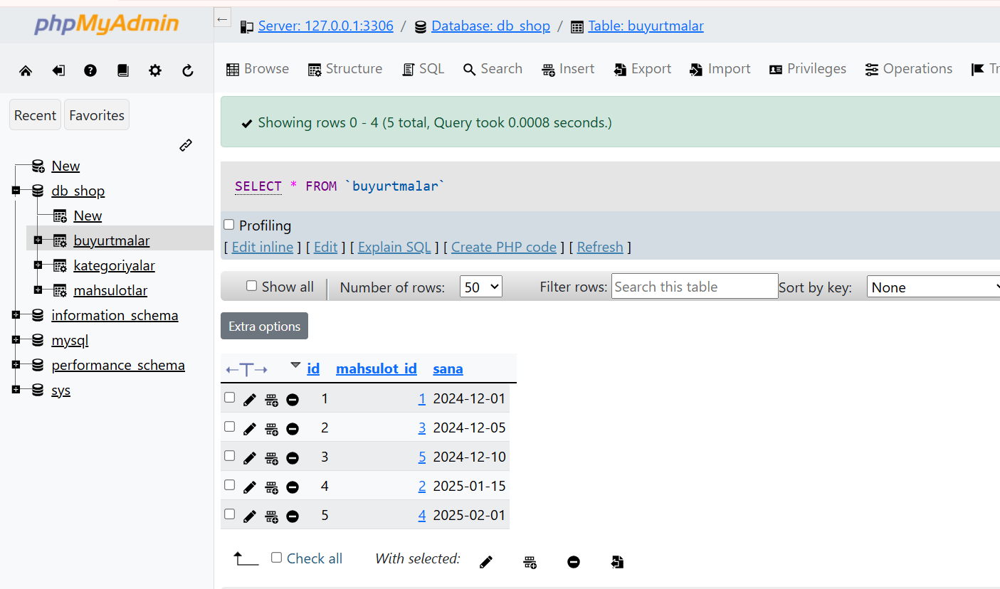 phpMyAdmin
Recent Favorites
New
db_shop
New
buyurtmalar
kategoriyalar
mahsulotlar
information_schema
mysql
performance_schema
sys
Server: 127.0.0.1:3306 / Database: db_shop / Table: buyurtmalar
Browse Structure SQL Search Insert Export Import Privileges Operations
Showing rows 0 - 4 (5 total, Query took 0.0008 seconds.)
SELECT * FROM `buyurtmalar`
Profiling
[ Edit inline ] [ Edit ] [ Explain SQL ] [ Create PHP code ] [ Refresh ]
Show all Number of rows: 50 Filter rows: Search this table Sort by key: None
Extra options
←T→ id mahsulot_id sana
1 1 2024-12-01
2 3 2024-12-05
3 5 2024-12-10
4 2 2025-01-15
5 4 2025-02-01
Check all With selected: